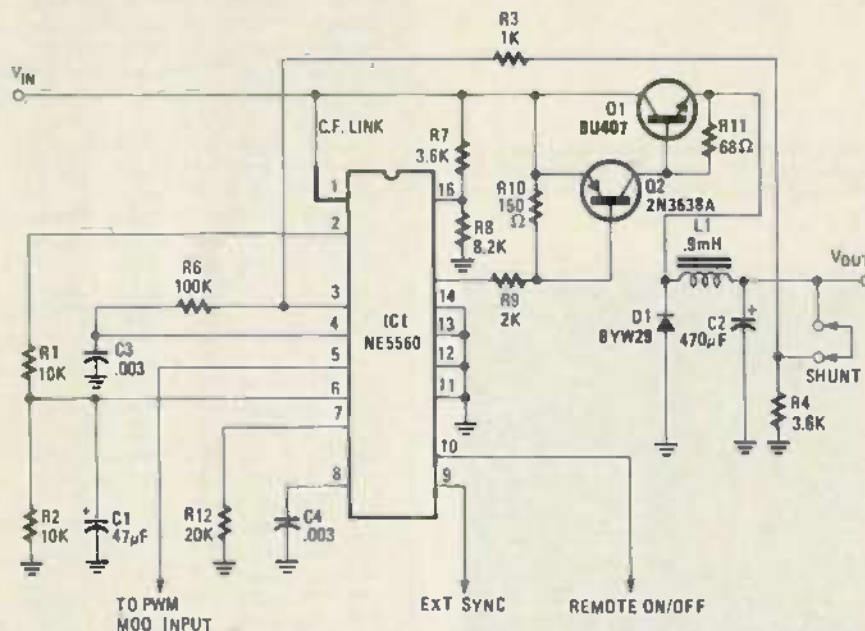 R3
1K
VIN
C.F. LINK
R7
3.6K
Q1
BU407
R11
68Ω
1
16
R10
150
Ω
Q2
2N3638A
2
R8
8.2K
L1
.9mH
VOUT
R6
100K
3
14
R9
2K
IC1
NE5560
4
13
D1
BYW29
C2
470µF
+
C3
.003
5
12
SHUNT
R1
10K
6
11
R4
3.6K
7
10
8
9
R2
10K
+
C1
47µF
R12
20K
C4
.003
TO PWM
MOD INPUT
EXT SYNC
REMOTE ON/OFF